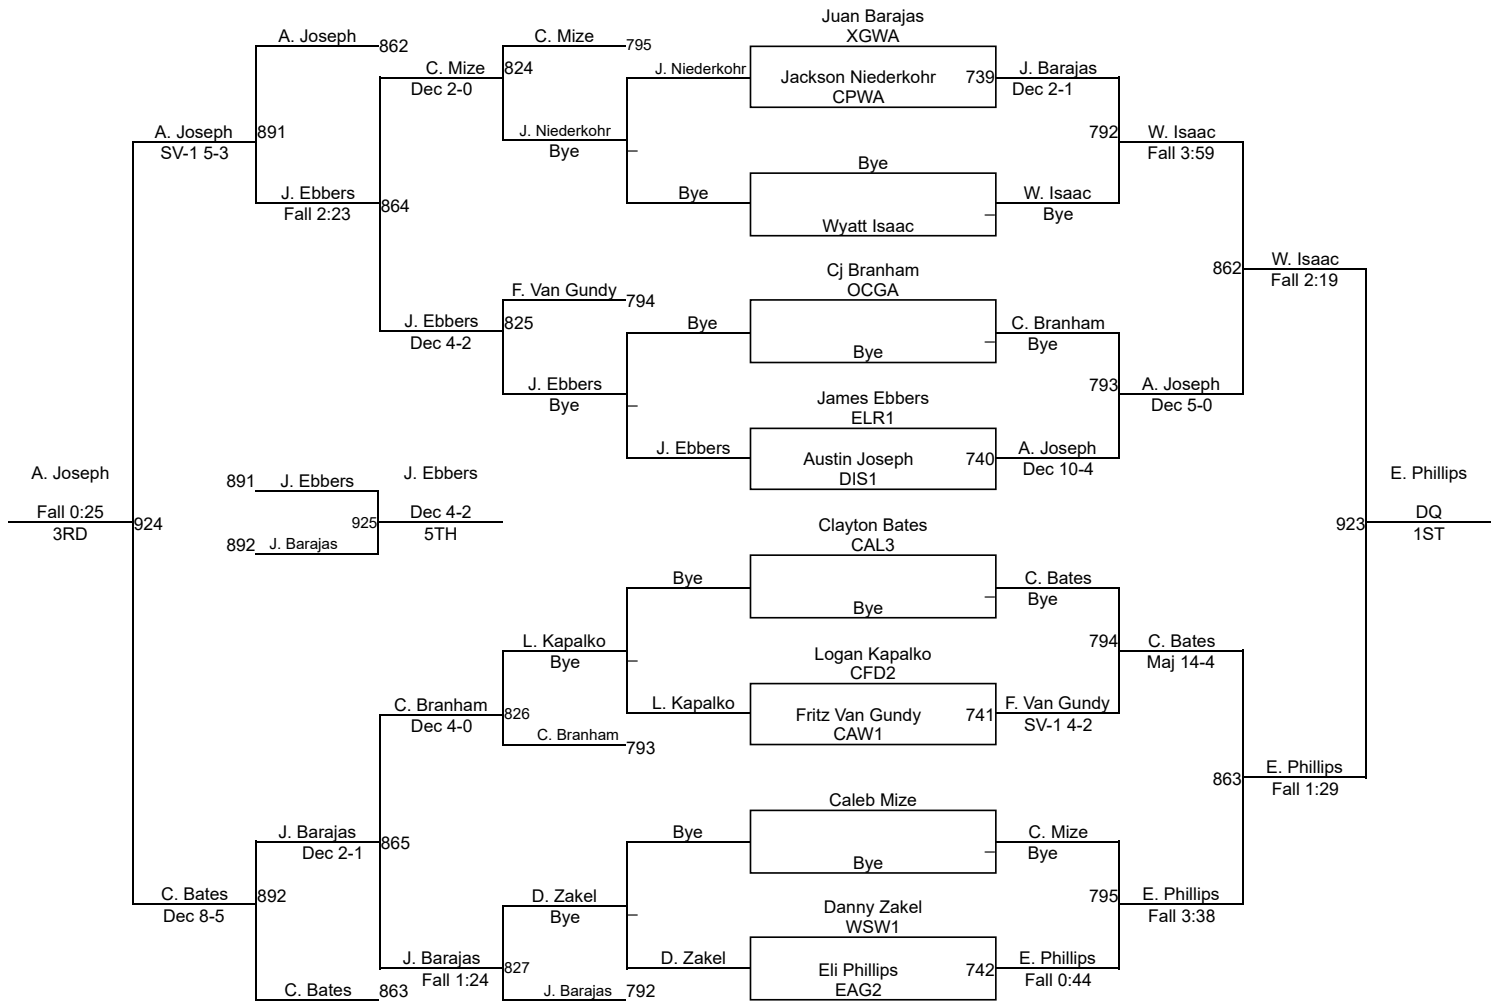 Juan Barajas
XGWA
A. Joseph
862
C. Mize
795
C. Mize
824
Dec 2-0
J. Niederkohr
Jackson Niederkohr
739
CPWA
J. Barajas
Dec 2-1
A. Joseph
891
SV-1 5-3
J. Niederkohr
Bye
792
W. Isaac
Fall 3:59
Bye
J. Ebbers
Fall 2:23
864
Bye
Wyatt Isaac
W. Isaac
Bye
Cj Branham
OCGA
862
W. Isaac
Fall 2:19
F. Van Gundy
794
J. Ebbers
825
Dec 4-2
Bye
Bye
C. Branham
Bye
J. Ebbers
Bye
793
A. Joseph
Dec 5-0
James Ebbers
ELR1
J. Ebbers
Austin Joseph
740
DIS1
A. Joseph
Dec 10-4
A. Joseph
Fall 0:25
3RD
924
891
J. Ebbers
892
J. Barajas
925
J. Ebbers
Dec 4-2
5TH
E. Phillips
923
DQ
1ST
Clayton Bates
CAL3
Bye
Bye
C. Bates
Bye
L. Kapalko
Bye
794
C. Bates
Maj 14-4
Logan Kapalko
CFD2
L. Kapalko
Fritz Van Gundy
741
CAW1
F. Van Gundy
SV-1 4-2
C. Branham
826
Dec 4-0
C. Branham
793
863
E. Phillips
Fall 1:29
Caleb Mize
J. Barajas
Dec 2-1
865
Bye
Bye
C. Mize
Bye
C. Bates
892
Dec 8-5
D. Zakel
Bye
795
E. Phillips
Fall 3:38
Danny Zakel
WSW1
J. Barajas
827
Fall 1:24
D. Zakel
Eli Phillips
742
EAG2
E. Phillips
Fall 0:44
C. Bates
863
J. Barajas
792